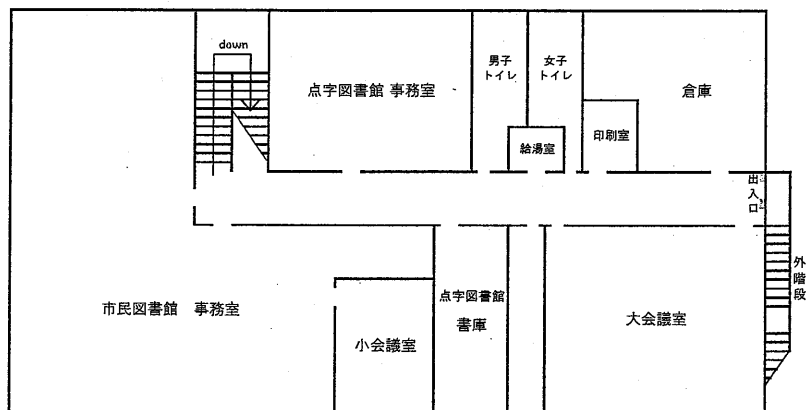 down
点字図書館 事務室
男子
トイレ
女子
トイレ
倉庫
給湯室
印刷室
出入口
外階段
市民図書館 事務室
点字図書館
書庫
小会議室
大会議室